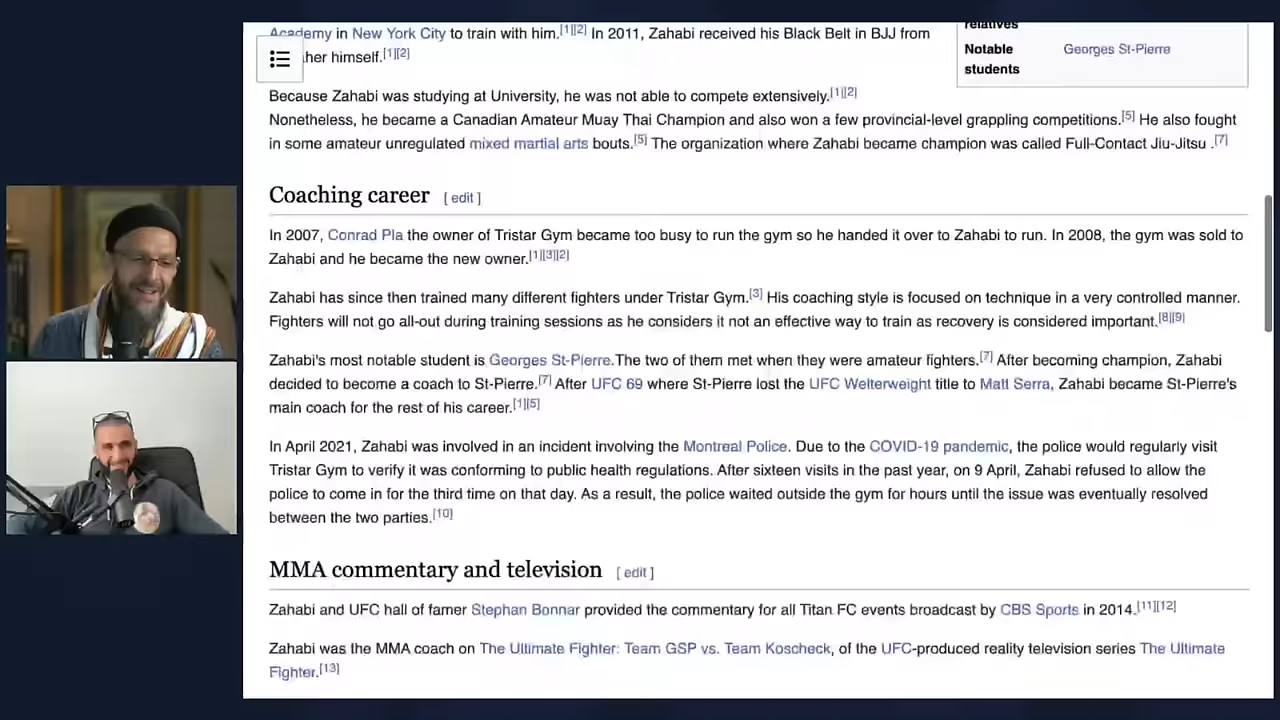 Academy in New York City to train with him.[1][2] In 2011, Zahabi received his Black Belt in BJJ from
her himself.[1][2]
relatives
Notable students Georges St-Pierre
Because Zahabi was studying at University, he was not able to compete extensively.[1][2]
Nonetheless, he became a Canadian Amateur Muay Thai Champion and also won a few provincial-level grappling competitions.[5] He also fought
in some amateur unregulated mixed martial arts bouts.[5] The organization where Zahabi became champion was called Full-Contact Jiu-Jitsu .[7]
Coaching career [ edit ]
In 2007, Conrad Pla the owner of Tristar Gym became too busy to run the gym so he handed it over to Zahabi to run. In 2008, the gym was sold to
Zahabi and he became the new owner.[1][3][2]
Zahabi has since then trained many different fighters under Tristar Gym.[3] His coaching style is focused on technique in a very controlled manner.
Fighters will not go all-out during training sessions as he considers it not an effective way to train as recovery is considered important.[8][9]
Zahabi's most notable student is Georges St-Pierre.The two of them met when they were amateur fighters.[7] After becoming champion, Zahabi
decided to become a coach to St-Pierre.[7] After UFC 69 where St-Pierre lost the UFC Welterweight title to Matt Serra, Zahabi became St-Pierre's
main coach for the rest of his career.[1][5]
In April 2021, Zahabi was involved in an incident involving the Montreal Police. Due to the COVID-19 pandemic, the police would regularly visit
Tristar Gym to verify it was conforming to public health regulations. After sixteen visits in the past year, on 9 April, Zahabi refused to allow the
police to come in for the third time on that day. As a result, the police waited outside the gym for hours until the issue was eventually resolved
between the two parties.[10]
MMA commentary and television [ edit ]
Zahabi and UFC hall of famer Stephan Bonnar provided the commentary for all Titan FC events broadcast by CBS Sports in 2014.[11][12]
Zahabi was the MMA coach on The Ultimate Fighter: Team GSP vs. Team Koscheck, of the UFC-produced reality television series The Ultimate
Fighter.[13]